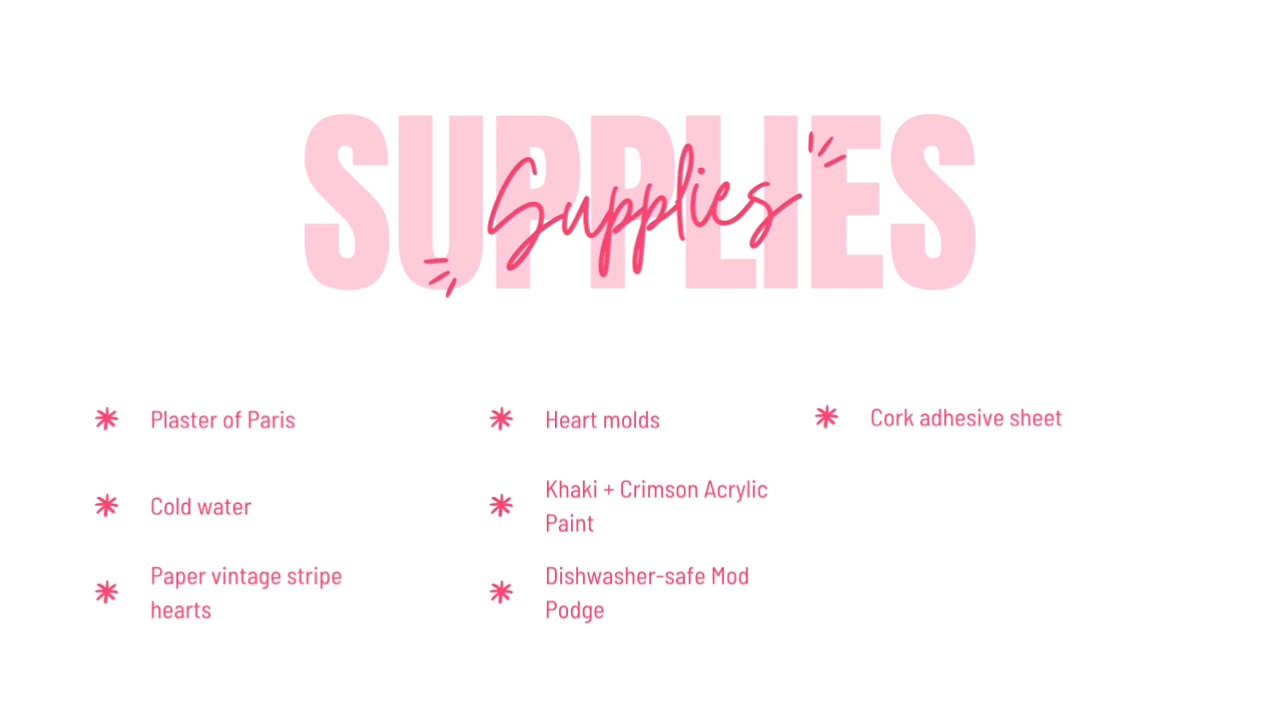 SUPPLIES
Supplies
Plaster of Paris
Cold water
Paper vintage stripe
hearts
Heart molds
Khaki + Crimson Acrylic
Paint
Dishwasher-safe Mod
Podge
Cork adhesive sheet